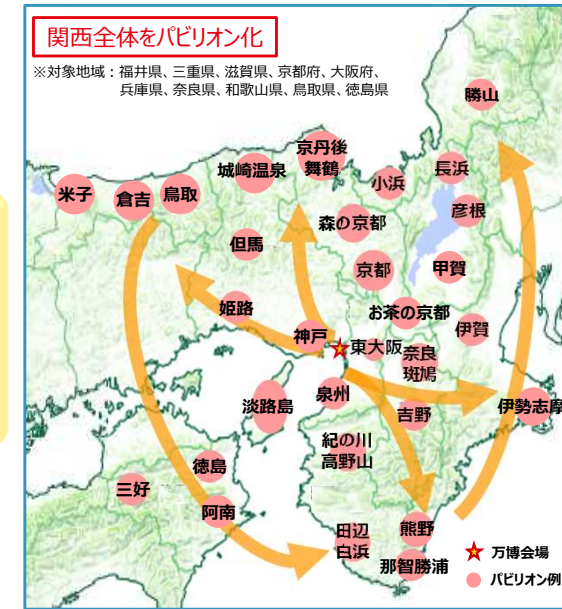 関西全体をパビリオン化
※対象地域：福井県、三重県、滋賀県、京都府、大阪府、
兵庫県、奈良県、和歌山県、鳥取県、徳島県
勝山
京丹後
舞鶴
城崎温泉
長浜
小浜
米子
倉吉
鳥取
彦根
森の京都
但馬
京都
甲賀
姫路
お茶の京都
伊賀
神戸
東大阪
奈良
斑鳩
淡路島
泉州
吉野
伊勢志摩
紀の川
高野山
徳島
三好
阿南
田辺
白浜
熊野
那智勝浦
万博会場
パビリオン例